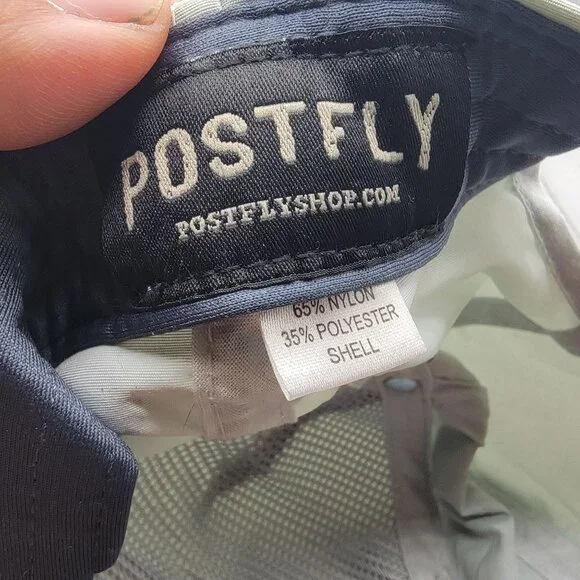 POSTFLY
POSTFLYSHOP.COM
65% NYLON
35% POLYESTER
SHELL